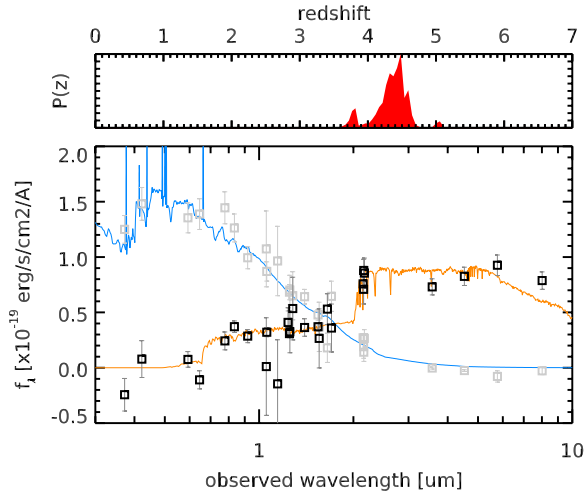 redshift
0 1 2 3 4 5 6 7
P(z)
2.0
1.5
1.0
0.5
0.0
-0.5
f_λ [x10^-19 erg/s/cm2/A]
1 10
observed wavelength [um]